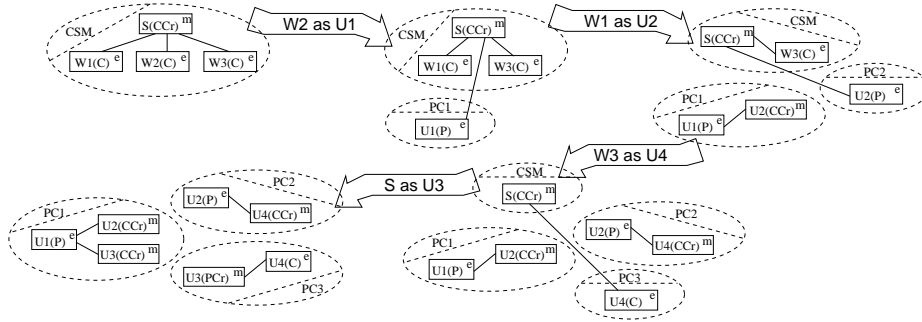 CSM
S(CCr) m
W1(C) e
W2(C) e
W3(C) e
W2 as U1
CSM
S(CCr) m
W1(C) e
W3(C) e
PC1
U1(P) e
W1 as U2
S(CCr) m
CSM
W3(C) e
PC2
U2(P) e
PC1
U2(CCr) m
U1(P) e
W3 as U4
CSM
S(CCr) m
PC1
U2(CCr) m
U1(P) e
PC2
U2(P) e
U4(CCr) m
PC3
U4(C) e
S as U3
PC2
U2(P) e
U4(CCr) m
PC1
U2(CCr) m
U1(P) e
U3(CCr) m
U4(C) e
U3(PCr) m
PC3